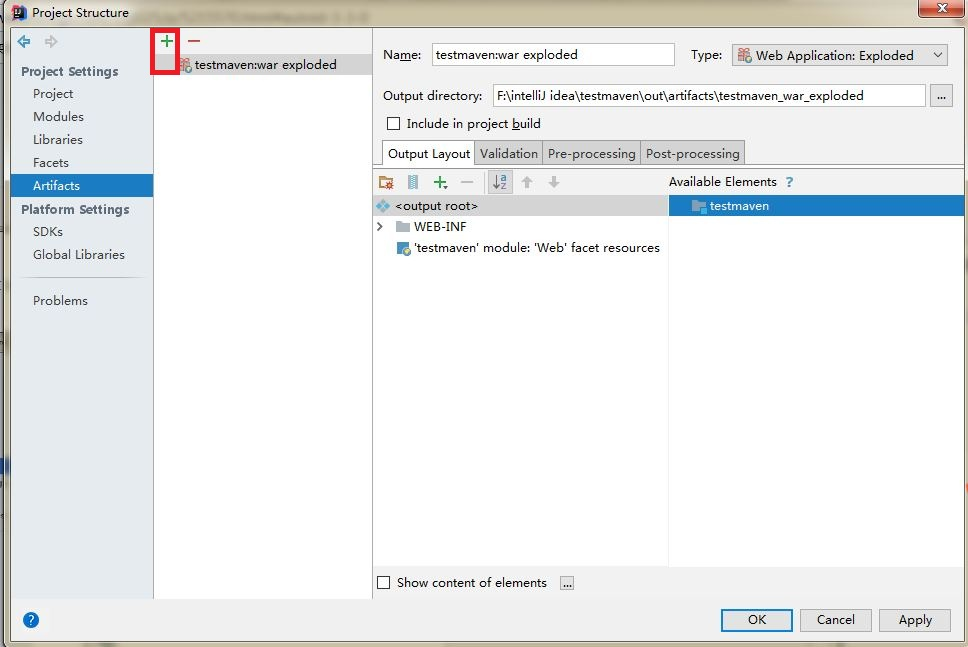 Project Structure
Project Settings
Project
Modules
Libraries
Facets
Artifacts
Platform Settings
SDKs
Global Libraries
Problems
testmaven:war exploded
Name: testmaven:war exploded Type: Web Application: Exploded
Output directory: F:\intelliJ idea\testmaven\out\artifacts\testmaven_war_exploded ...
Include in project build
Output Layout Validation Pre-processing Post-processing
Available Elements ?
<output root> testmaven
WEB-INF
'testmaven' module: 'Web' facet resources
Show content of elements ...
? OK Cancel Apply